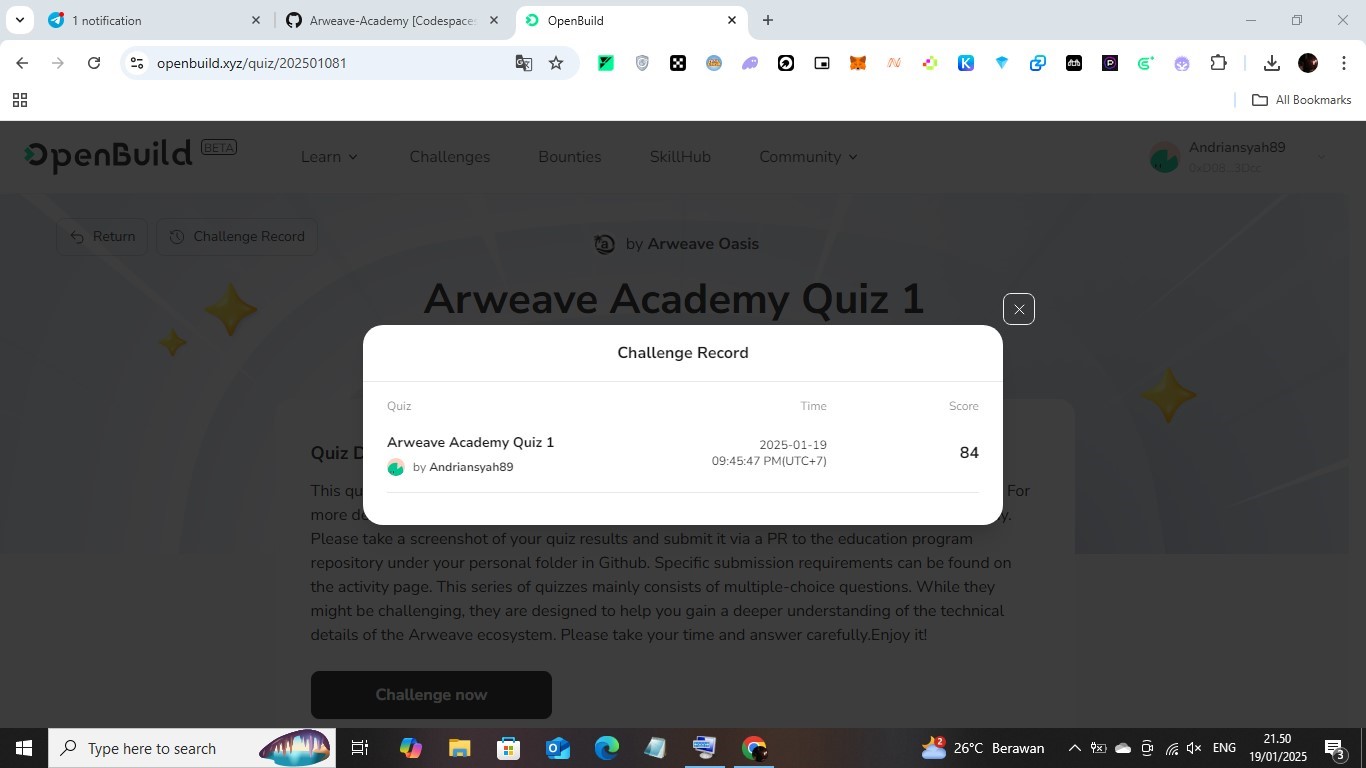 1 notification
Arweave-Academy [Codespaces
OpenBuild
openbuild.xyz/quiz/202501081
All Bookmarks
OpenBuild BETA
Learn
Challenges
Bounties
SkillHub
Community
Andriansyah89
0xD0B...3Dcc
Return
Challenge Record
by Arweave Oasis
Arweave Academy Quiz 1
Challenge Record
Quiz
Time
Score
Arweave Academy Quiz 1
by Andriansyah89
2025-01-19
09:45:47 PM(UTC+7)
84
Quiz D
This qu
For
more de
y.
Please take a screenshot of your quiz results and submit it via a PR to the education program
repository under your personal folder in Github. Specific submission requirements can be found on
the activity page. This series of quizzes mainly consists of multiple-choice questions. While they
might be challenging, they are designed to help you gain a deeper understanding of the technical
details of the Arweave ecosystem. Please take your time and answer carefully.Enjoy it!
Challenge now
Type here to search
26°C Berawan
ENG
21.50
19/01/2025